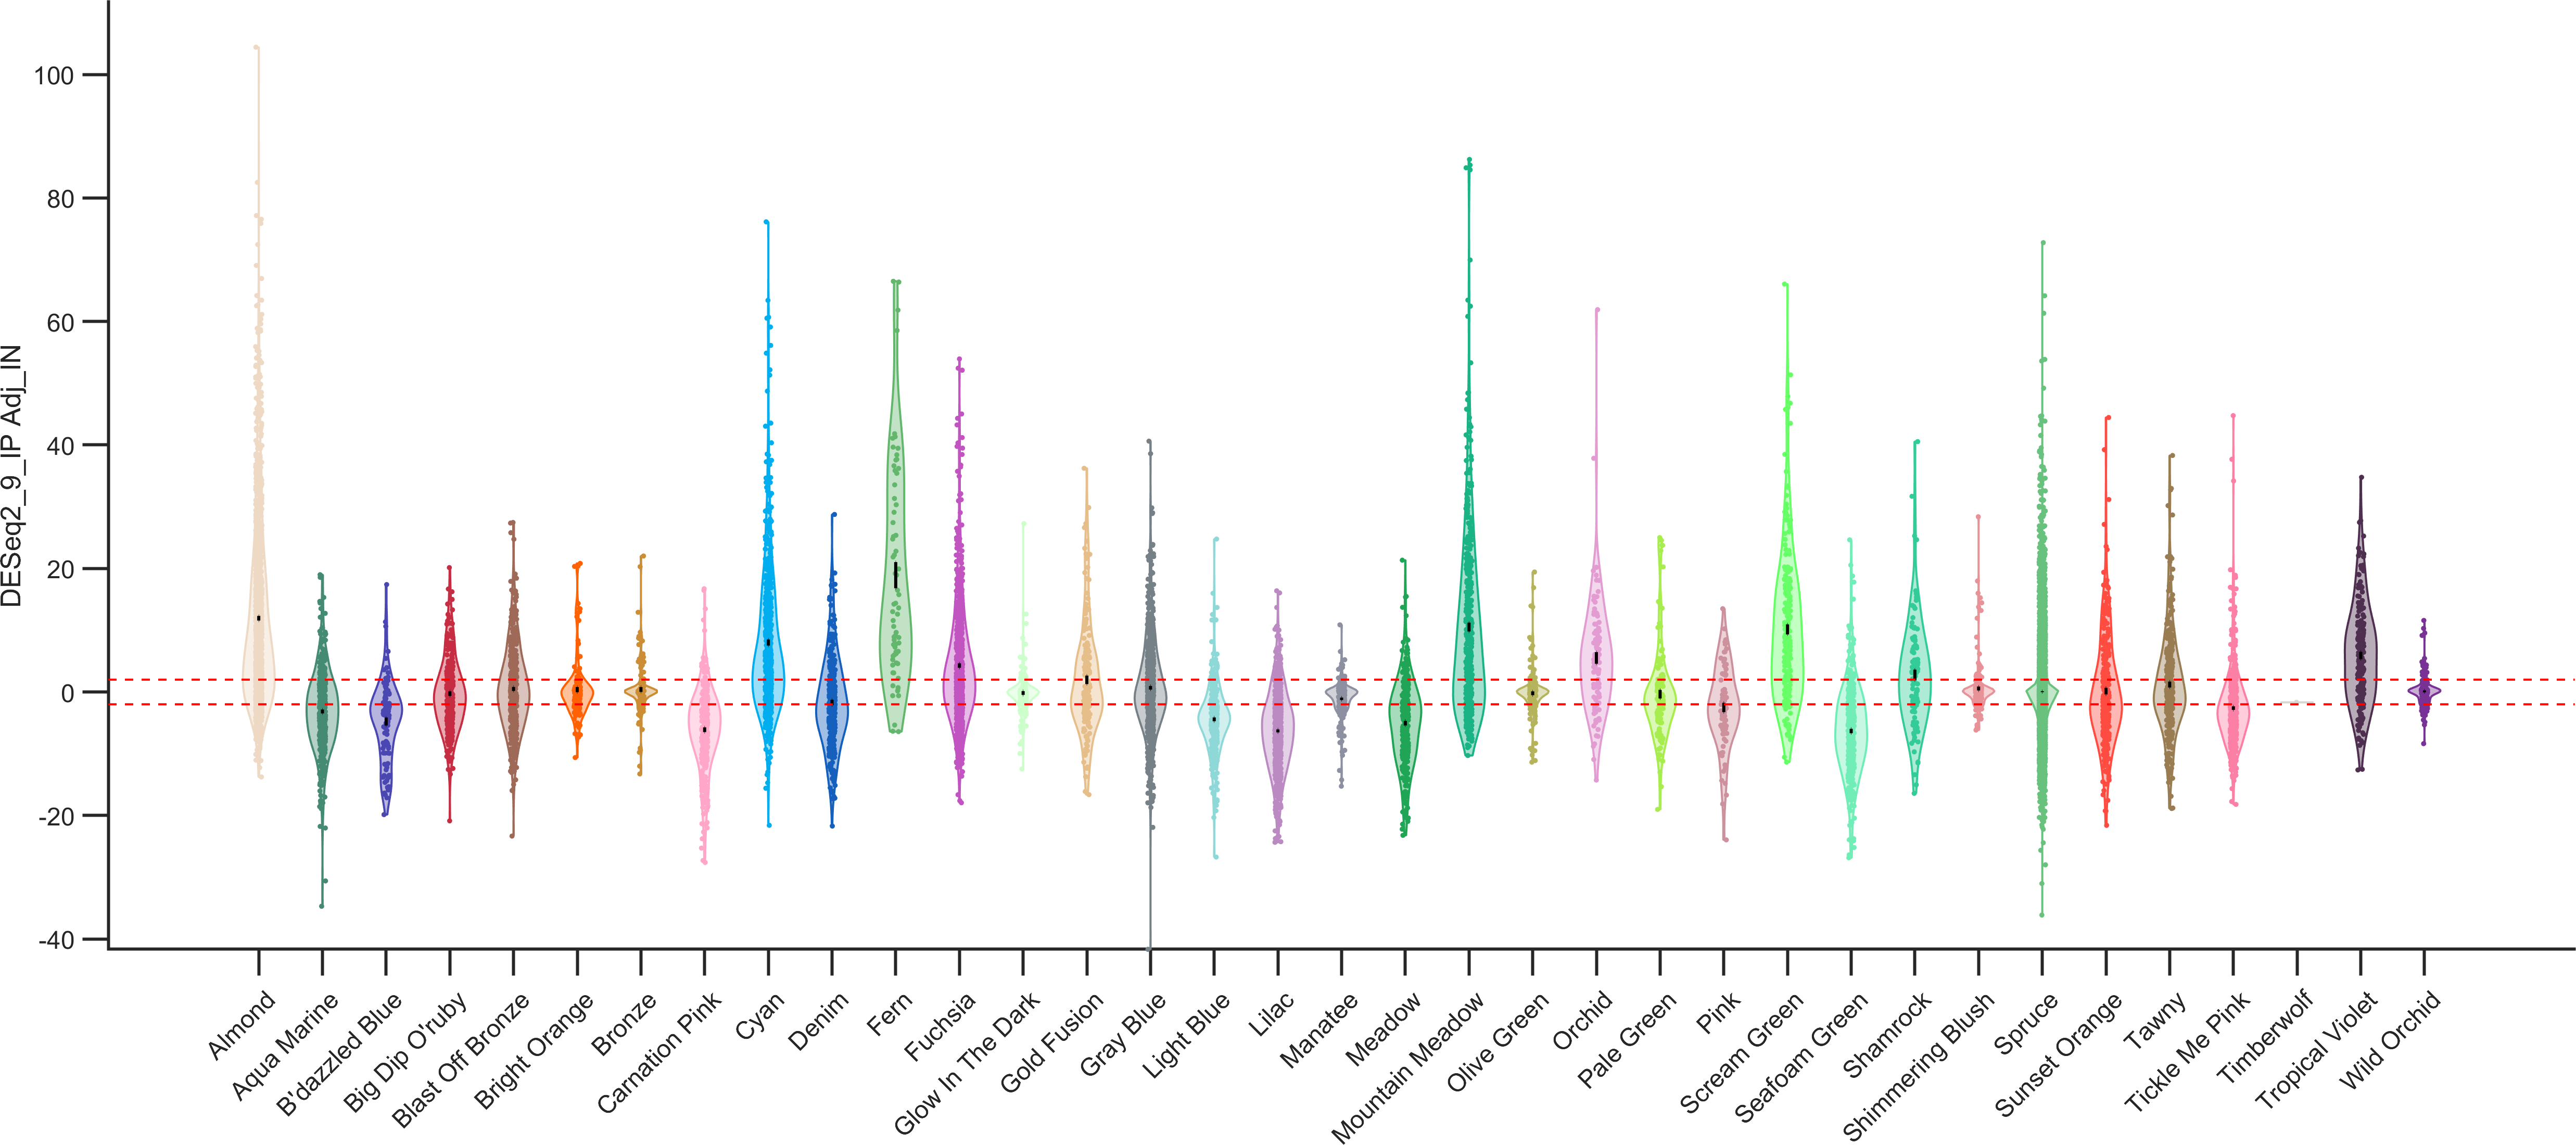 DESeq2_9_IP Adj_IN
100
80
60
40
20
0
-20
-40
Almond
Aqua Marine
B'dazzled Blue
Big Dip O'ruby
Blast Off Bronze
Bright Orange
Bronze
Carnation Pink
Cyan
Denim
Fern
Fuchsia
Glow In The Dark
Gold Fusion
Gray Blue
Light Blue
Lilac
Manatee
Meadow
Mountain Meadow
Olive Green
Orchid
Pale Green
Pink
Scream Green
Seafoam Green
Shamrock
Shimmering Blush
Spruce
Sunset Orange
Tawny
Tickle Me Pink
Timberwolf
Tropical Violet
Wild Orchid